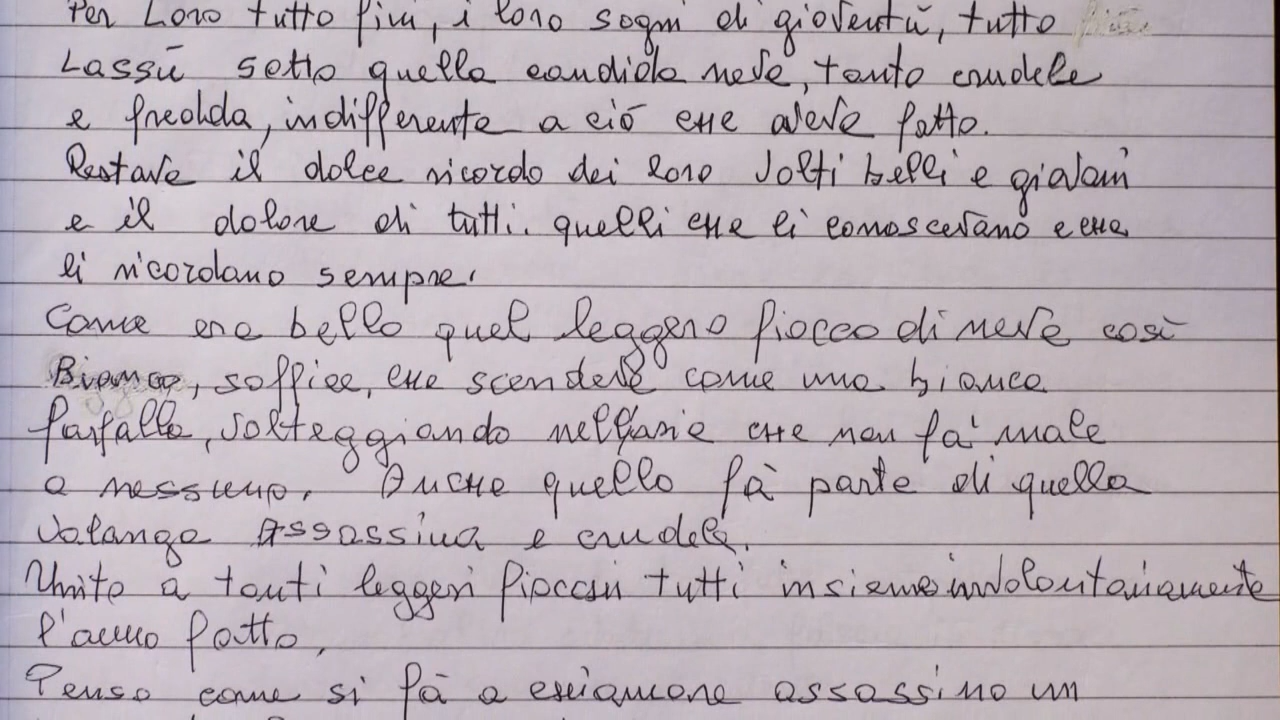 Per Loro tutto finì, i loro sogni di gioventù, tutto
Lassù sotto quella candida neve, tanto crudele
e fredda, indifferente a ciò che aveva fatto.
Restava il dolce ricordo dei loro volti belli e giovani
e il dolore di tutti. quelli che li conoscevano e che
li ricordano sempre.
Come era bello quel leggero fiocco di neve così
Bianco, soffice, che scendeva come una bianca
farfalla, volteggiando nell'aria che non fà male
a nessuno. Anche quello fà parte di quella
valanga assassina e crudele.
Unito a tanti leggeri fiocchi tutti insieme involontariamente
l'anno fatto.
Penso come si fà a chiamare assassino un